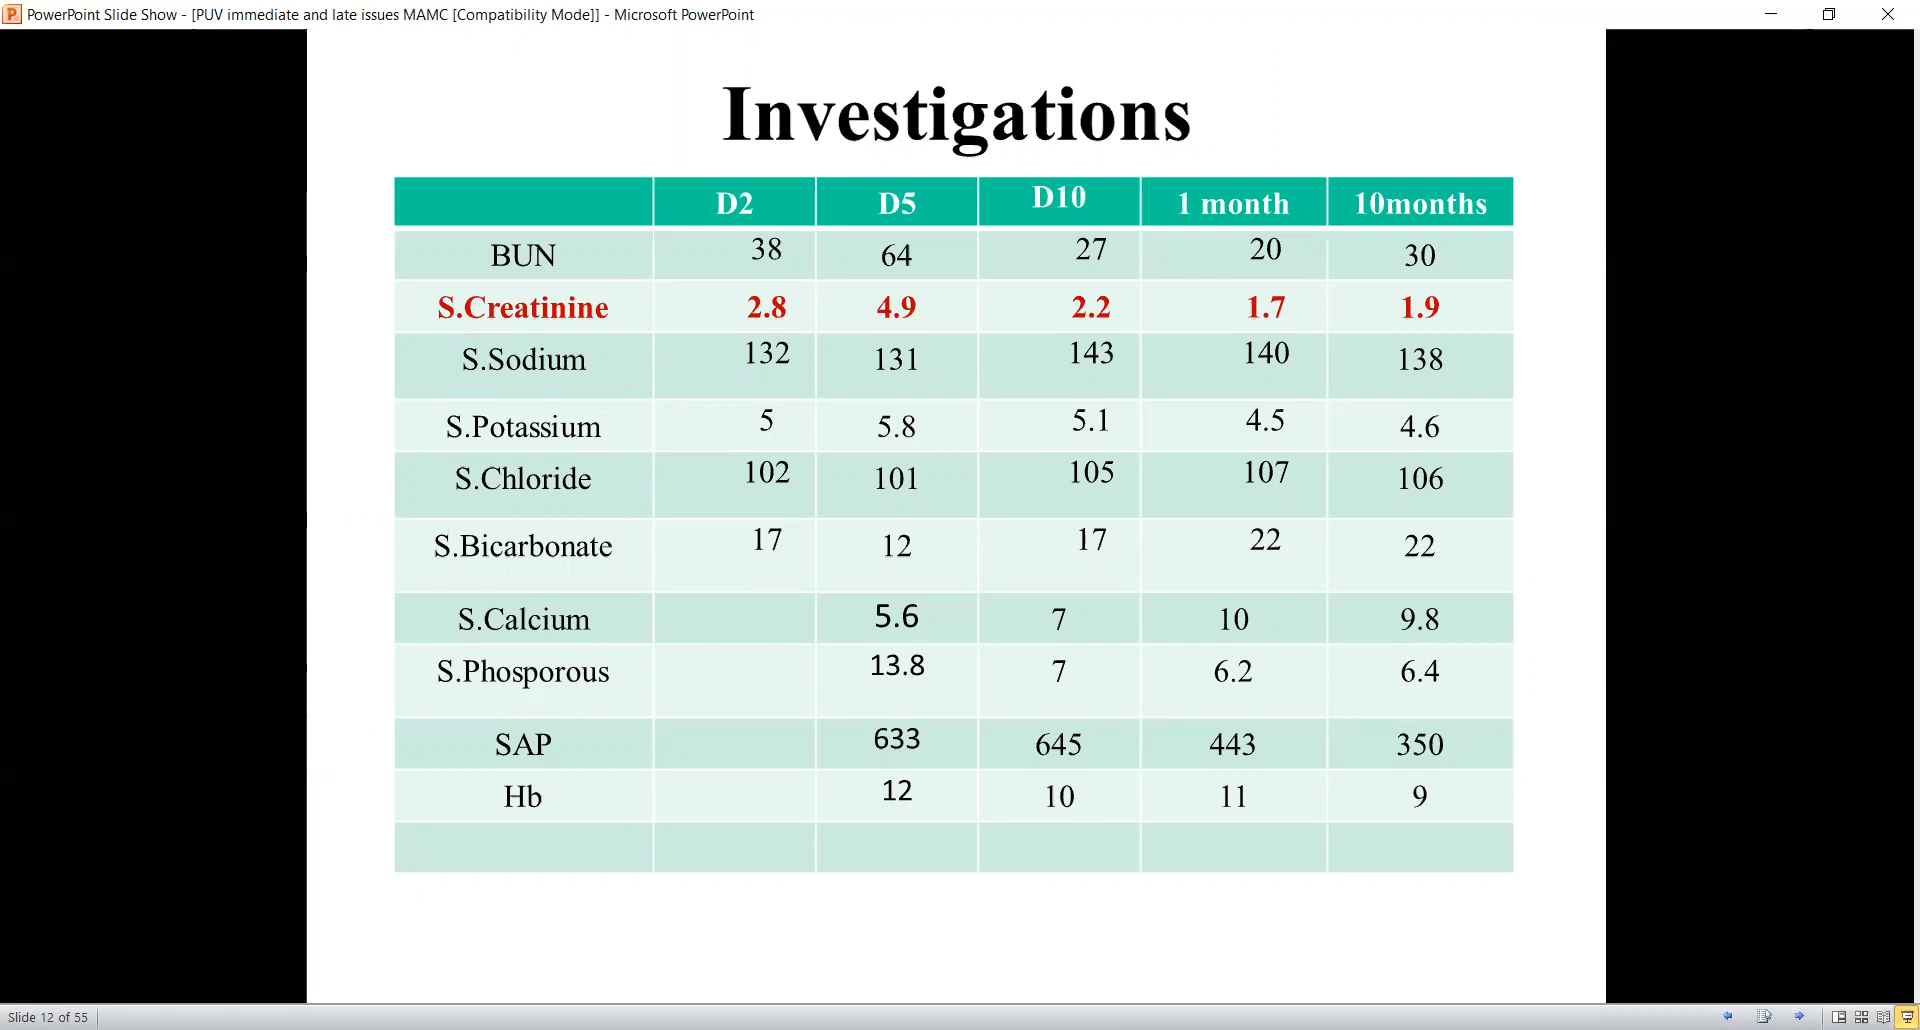 PowerPoint Slide Show - [PUV immediate and late issues MAMC [Compatibility Mode]] - Microsoft PowerPoint
Investigations
D2 D5 D10 1 month 10months
BUN 38 64 27 20 30
S.Creatinine 2.8 4.9 2.2 1.7 1.9
S.Sodium 132 131 143 140 138
S.Potassium 5 5.8 5.1 4.5 4.6
S.Chloride 102 101 105 107 106
S.Bicarbonate 17 12 17 22 22
S.Calcium 5.6 7 10 9.8
S.Phosporous 13.8 7 6.2 6.4
SAP 633 645 443 350
Hb 12 10 11 9
Slide 12 of 55